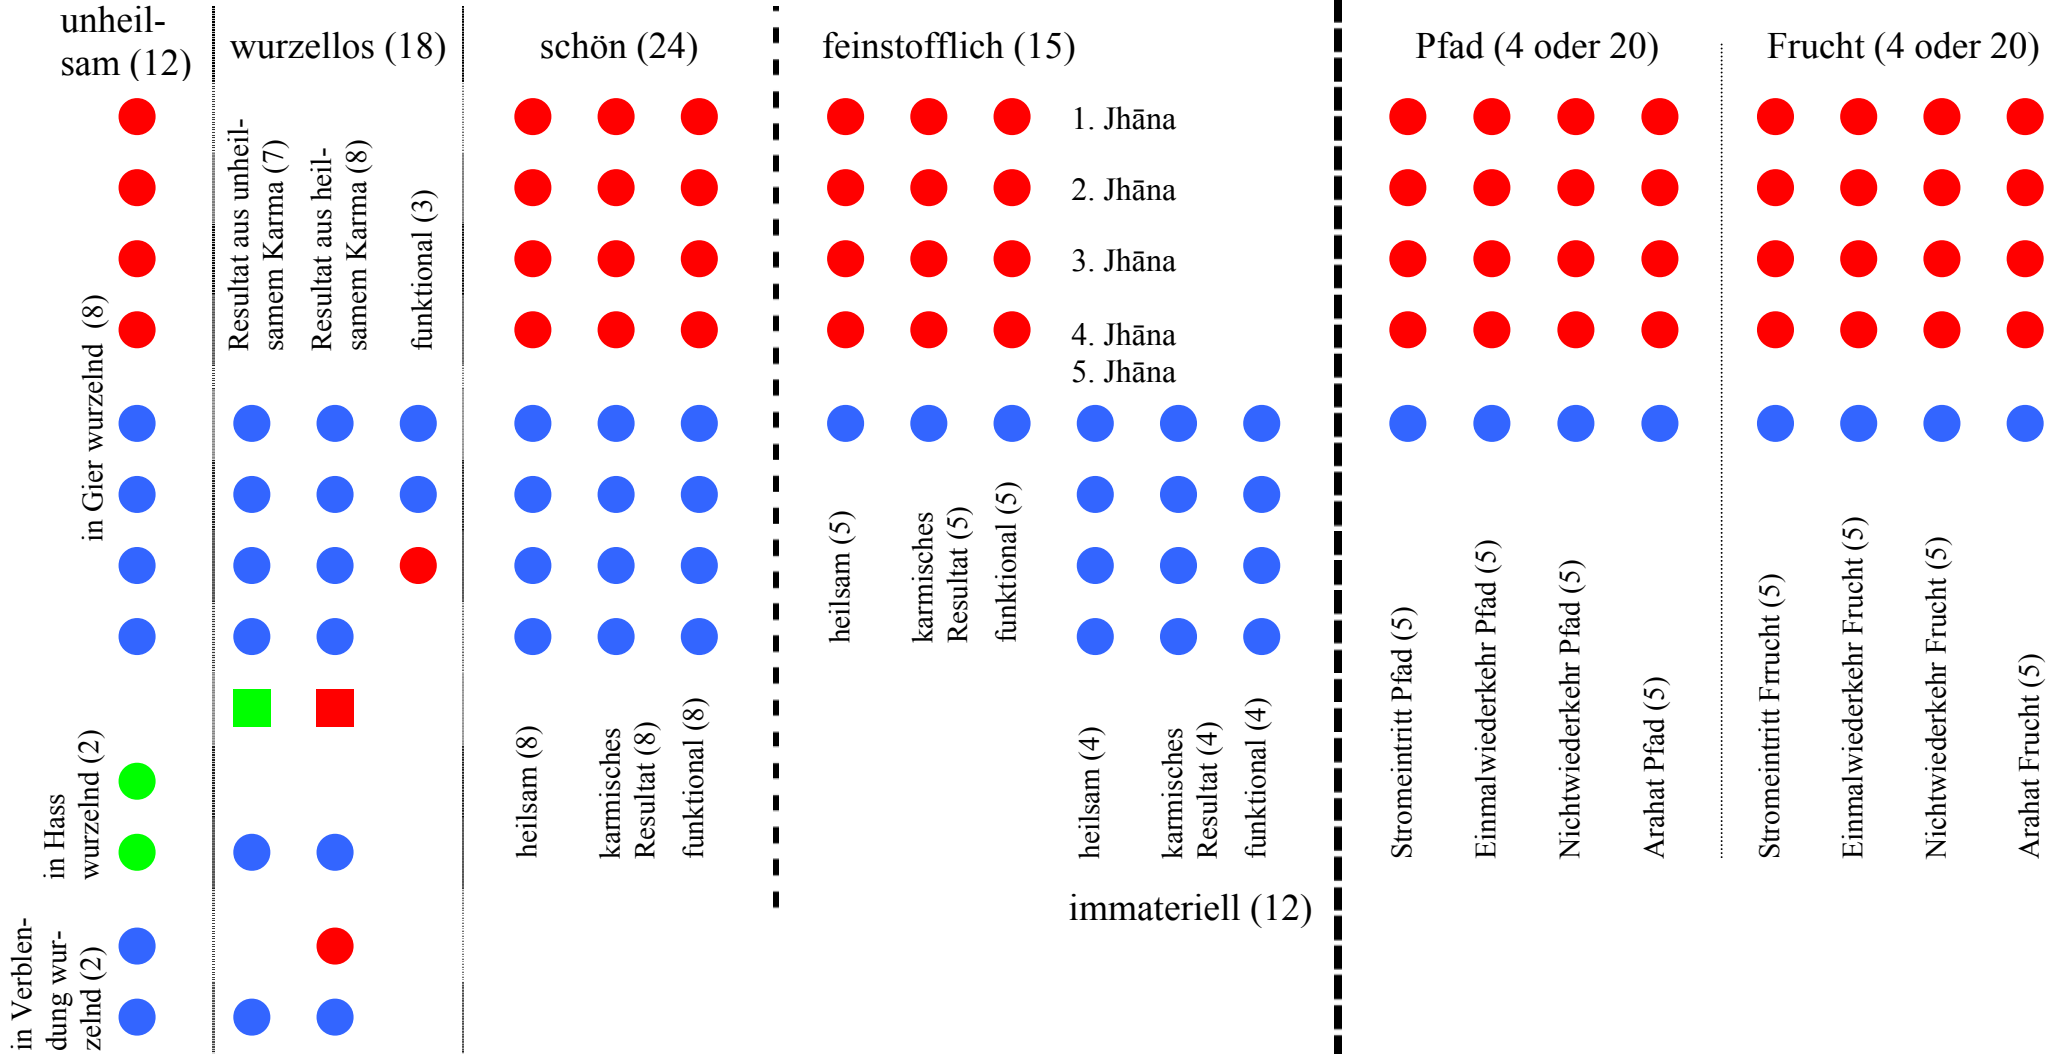 unheil-
sam (12)
wurzellos (18)
schön (24)
feinstofflich (15)
Pfad (4 oder 20)
Frucht (4 oder 20)
in Gier wurzelnd (8)
in Hass
wurzelnd (2)
in Verblen-
dung wur-
zelnd (2)
Resultat aus unheil-
samem Karma (7)
Resultat aus heil-
samem Karma (8)
funktional (3)
heilsam (8)
karmisches
Resultat (8)
funktional (8)
1. Jhāna
2. Jhāna
3. Jhāna
4. Jhāna
5. Jhāna
heilsam (5)
karmisches
Resultat (5)
funktional (5)
heilsam (4)
karmisches
Resultat (4)
funktional (4)
immateriell (12)
Stromeintritt Pfad (5)
Einmalwiederkehr Pfad (5)
Nichtwiederkehr Pfad (5)
Arahat Pfad (5)
Stromeintritt Frrucht (5)
Einmalwiederkehr Frucht (5)
Nichtwiederkehr Frucht (5)
Arahat Frucht (5)